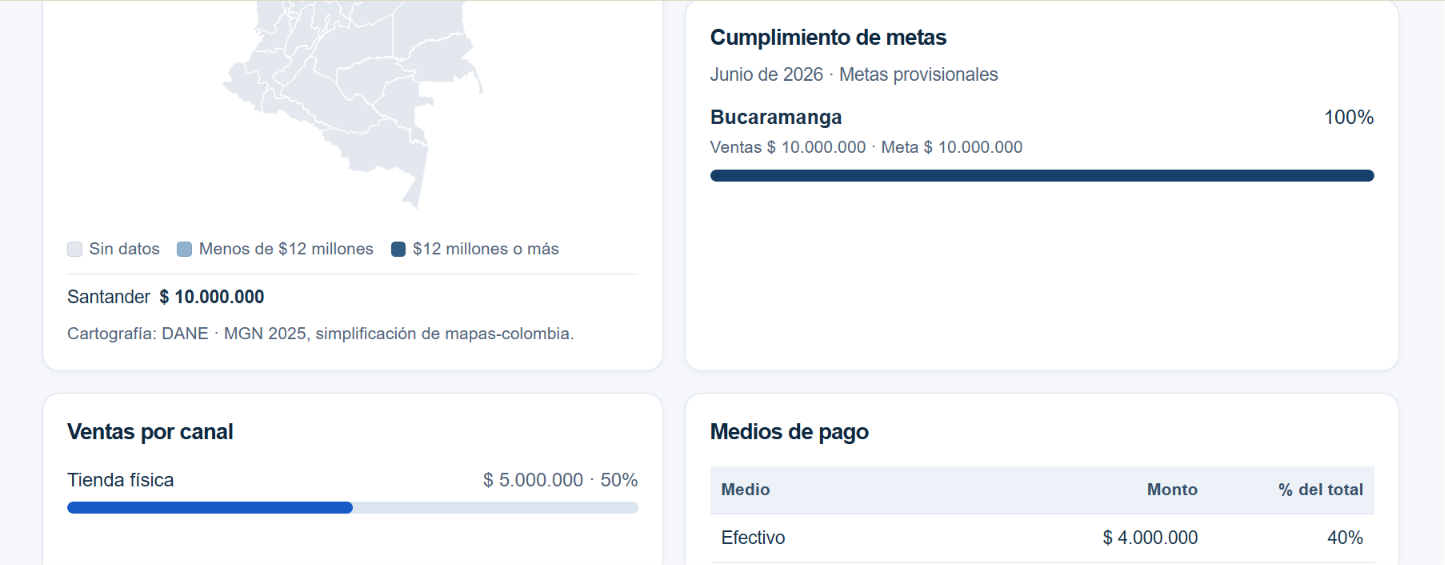 Cumplimiento de metas
Junio de 2026 · Metas provisionales
Bucaramanga 100%
Ventas $ 10.000.000 · Meta $ 10.000.000
Sin datos Menos de $12 millones $12 millones o más
Santander $ 10.000.000
Cartografía: DANE · MGN 2025, simplificación de mapas-colombia.
Ventas por canal
Tienda física $ 5.000.000 · 50%
Medios de pago
Medio Monto % del total
Efectivo $ 4.000.000 40%